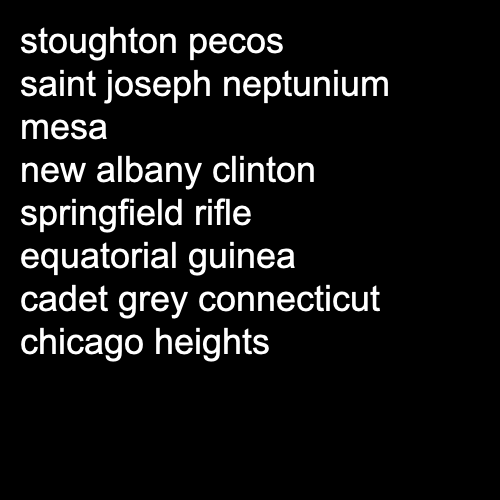 stoughton pecos
saint joseph neptunium
mesa
new albany clinton
springfield rifle
equatorial guinea
cadet grey connecticut
chicago heights